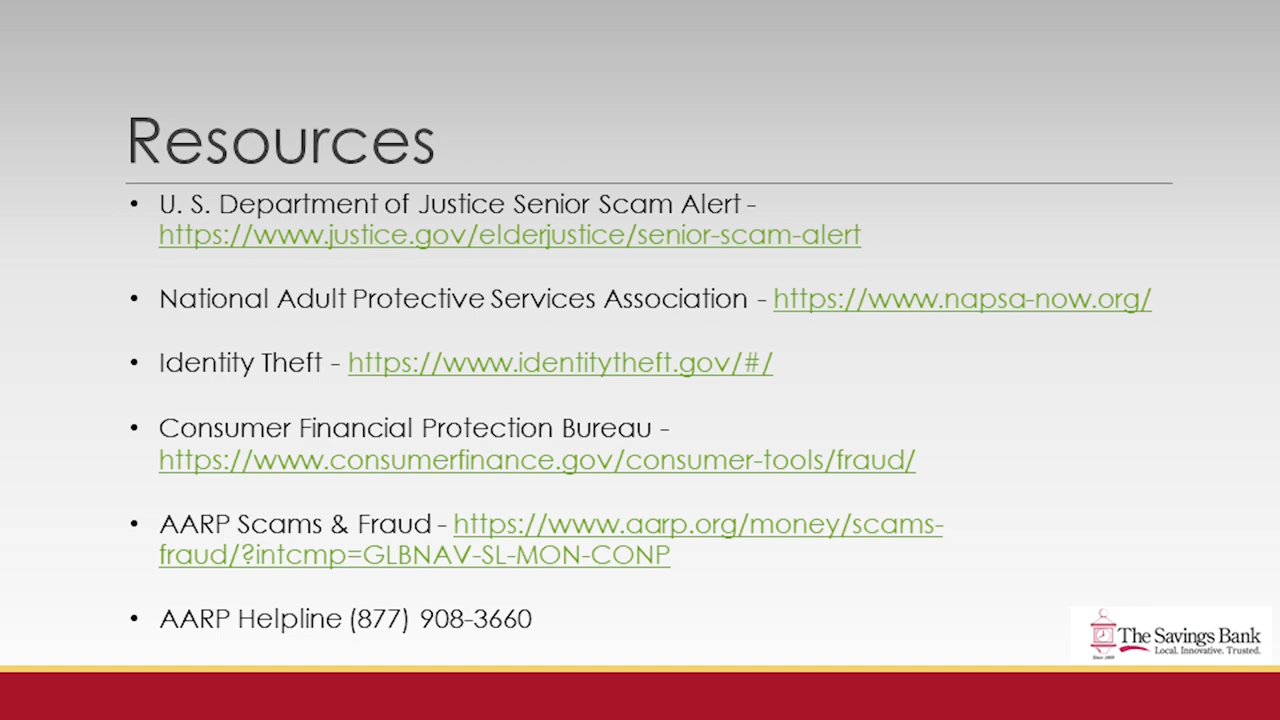 Resources
• U. S. Department of Justice Senior Scam Alert -
https://www.justice.gov/elderjustice/senior-scam-alert
• National Adult Protective Services Association - https://www.napsa-now.org/
• Identity Theft - https://www.identitytheft.gov/#/
• Consumer Financial Protection Bureau -
https://www.consumerfinance.gov/consumer-tools/fraud/
• AARP Scams & Fraud - https://www.aarp.org/money/scams-
fraud/?intcmp=GLBNAV-SL-MON-CONP
• AARP Helpline (877) 908-3660
The Savings Bank
Local. Innovative. Trusted.